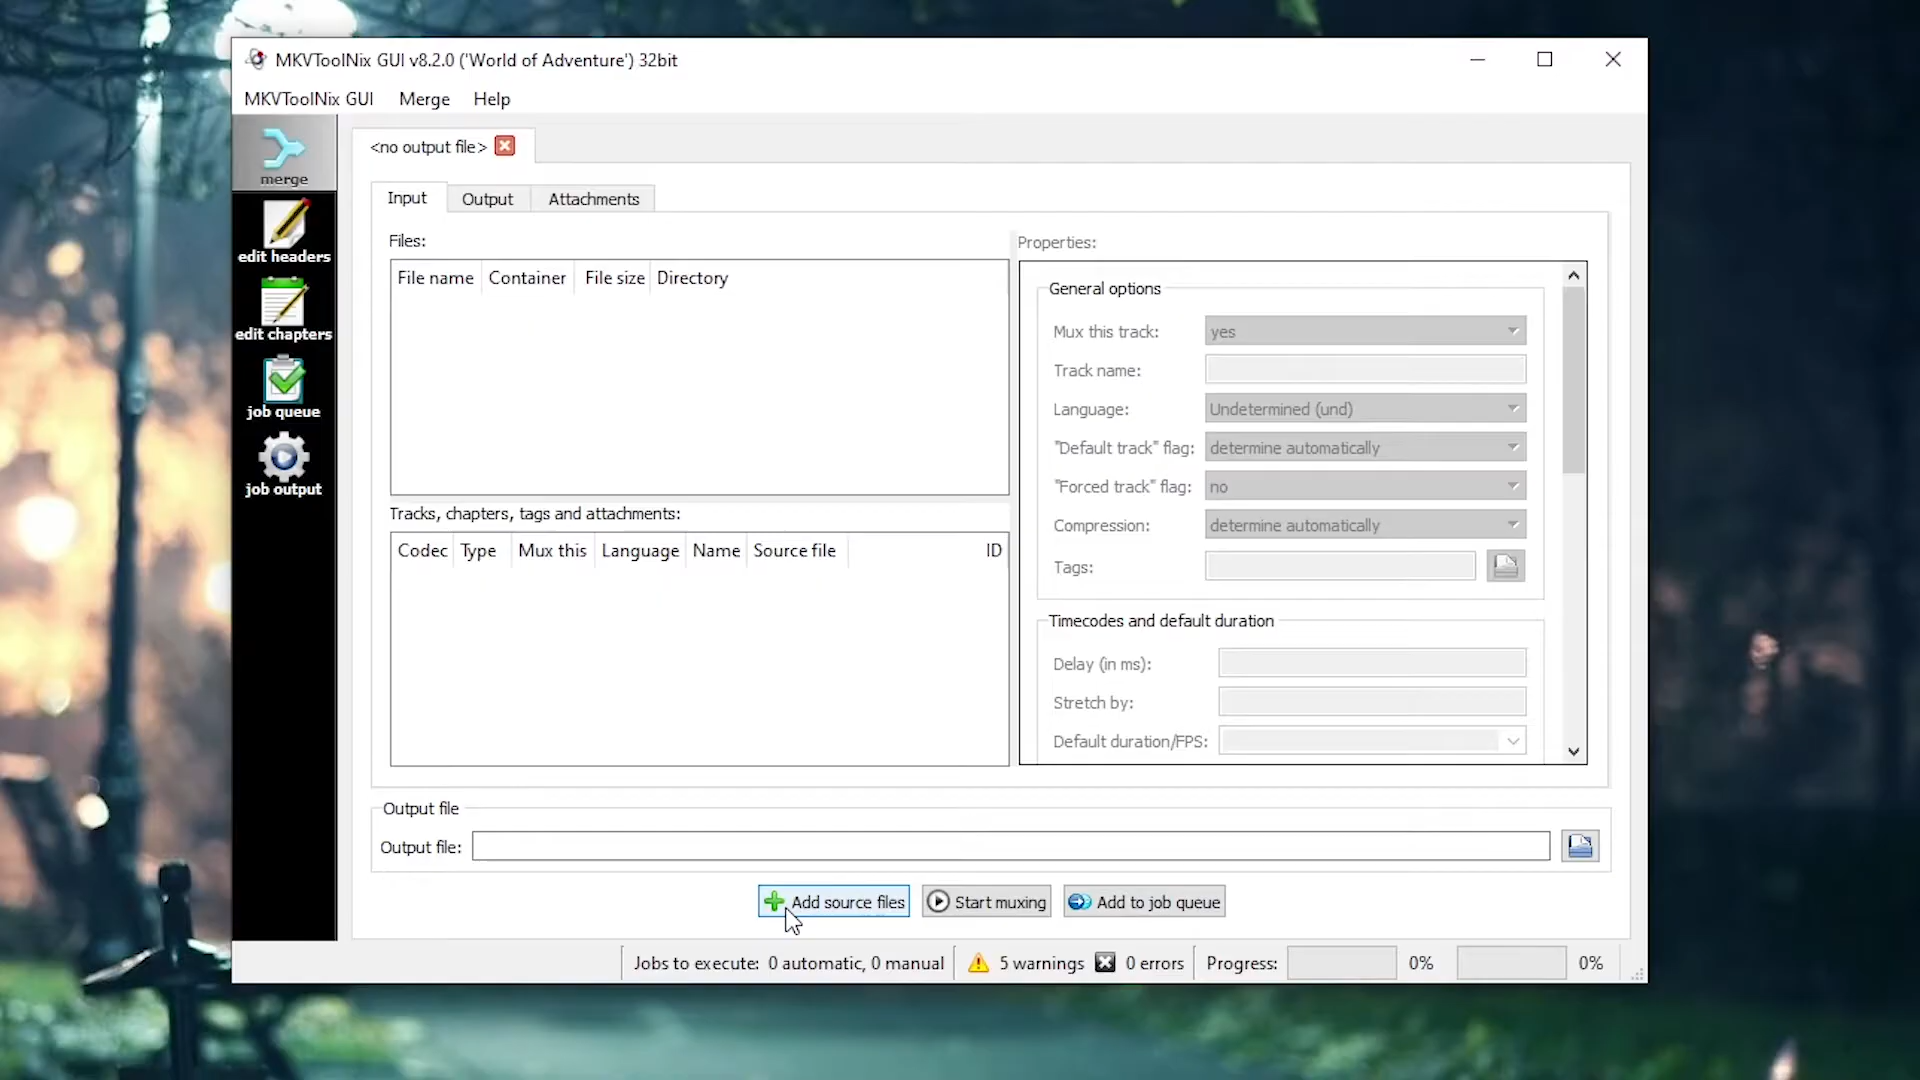 MKVToolNix GUI v8.2.0 ('World of Adventure') 32bit
MKVToolNix GUI Merge Help
merge
edit headers
edit chapters
job queue
job output
<no output file>
Input Output Attachments
Files:
File name Container File size Directory
Tracks, chapters, tags and attachments:
Codec Type Mux this Language Name Source file ID
Properties:
General options
Mux this track: yes
Track name:
Language: Undetermined (und)
"Default track" flag: determine automatically
"Forced track" flag: no
Compression: determine automatically
Tags:
Timecodes and default duration
Delay (in ms):
Stretch by:
Default duration/FPS:
Output file
Output file:
Add source files Start muxing Add to job queue
Jobs to execute: 0 automatic, 0 manual 5 warnings 0 errors Progress: 0% 0%